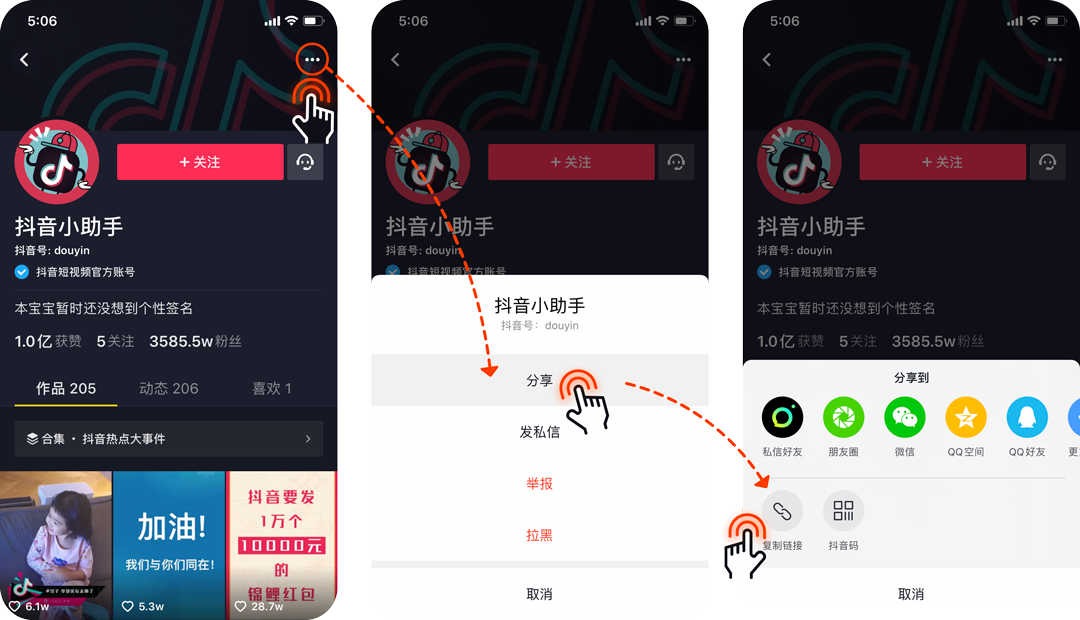 5:06
+ 关注
抖音小助手
抖音号: douyin
抖音短视频官方账号
本宝宝暂时还没想到个性签名
1.0亿获赞 5关注 3585.5w粉丝
作品 205 动态 206 喜欢 1
合集 · 抖音热点大事件
加油!
我们与你们同在!
抖音要发
1万个
10000元
的
锦鲤红包
6.1w
5.3w
28.7w
5:06
+ 关注
抖音小助手
抖音号: douyin
抖音短视频官方账号
抖音小助手
抖音号: douyin
分享
发私信
举报
拉黑
取消
5:06
+ 关注
抖音小助手
抖音号: douyin
抖音短视频官方账号
本宝宝暂时还没想到个性签名
1.0亿获赞 5关注 3585.5w粉丝
分享到
私信好友 朋友圈 微信 QQ空间 QQ好友
复制链接 抖音码
取消